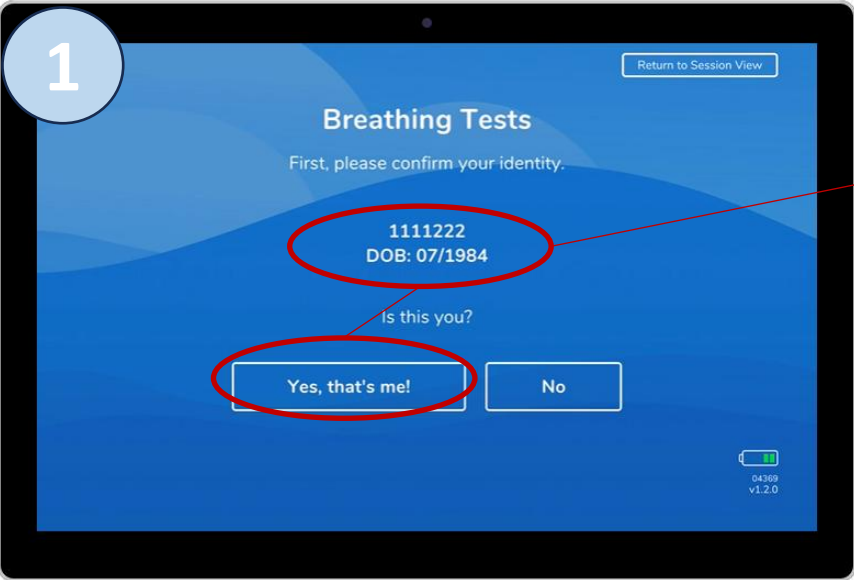 1
Return to Session View
Breathing Tests
First, please confirm your identity.
1111222
DOB: 07/1984
Is this you?
Yes, that's me!
No
04369
v1.2.0